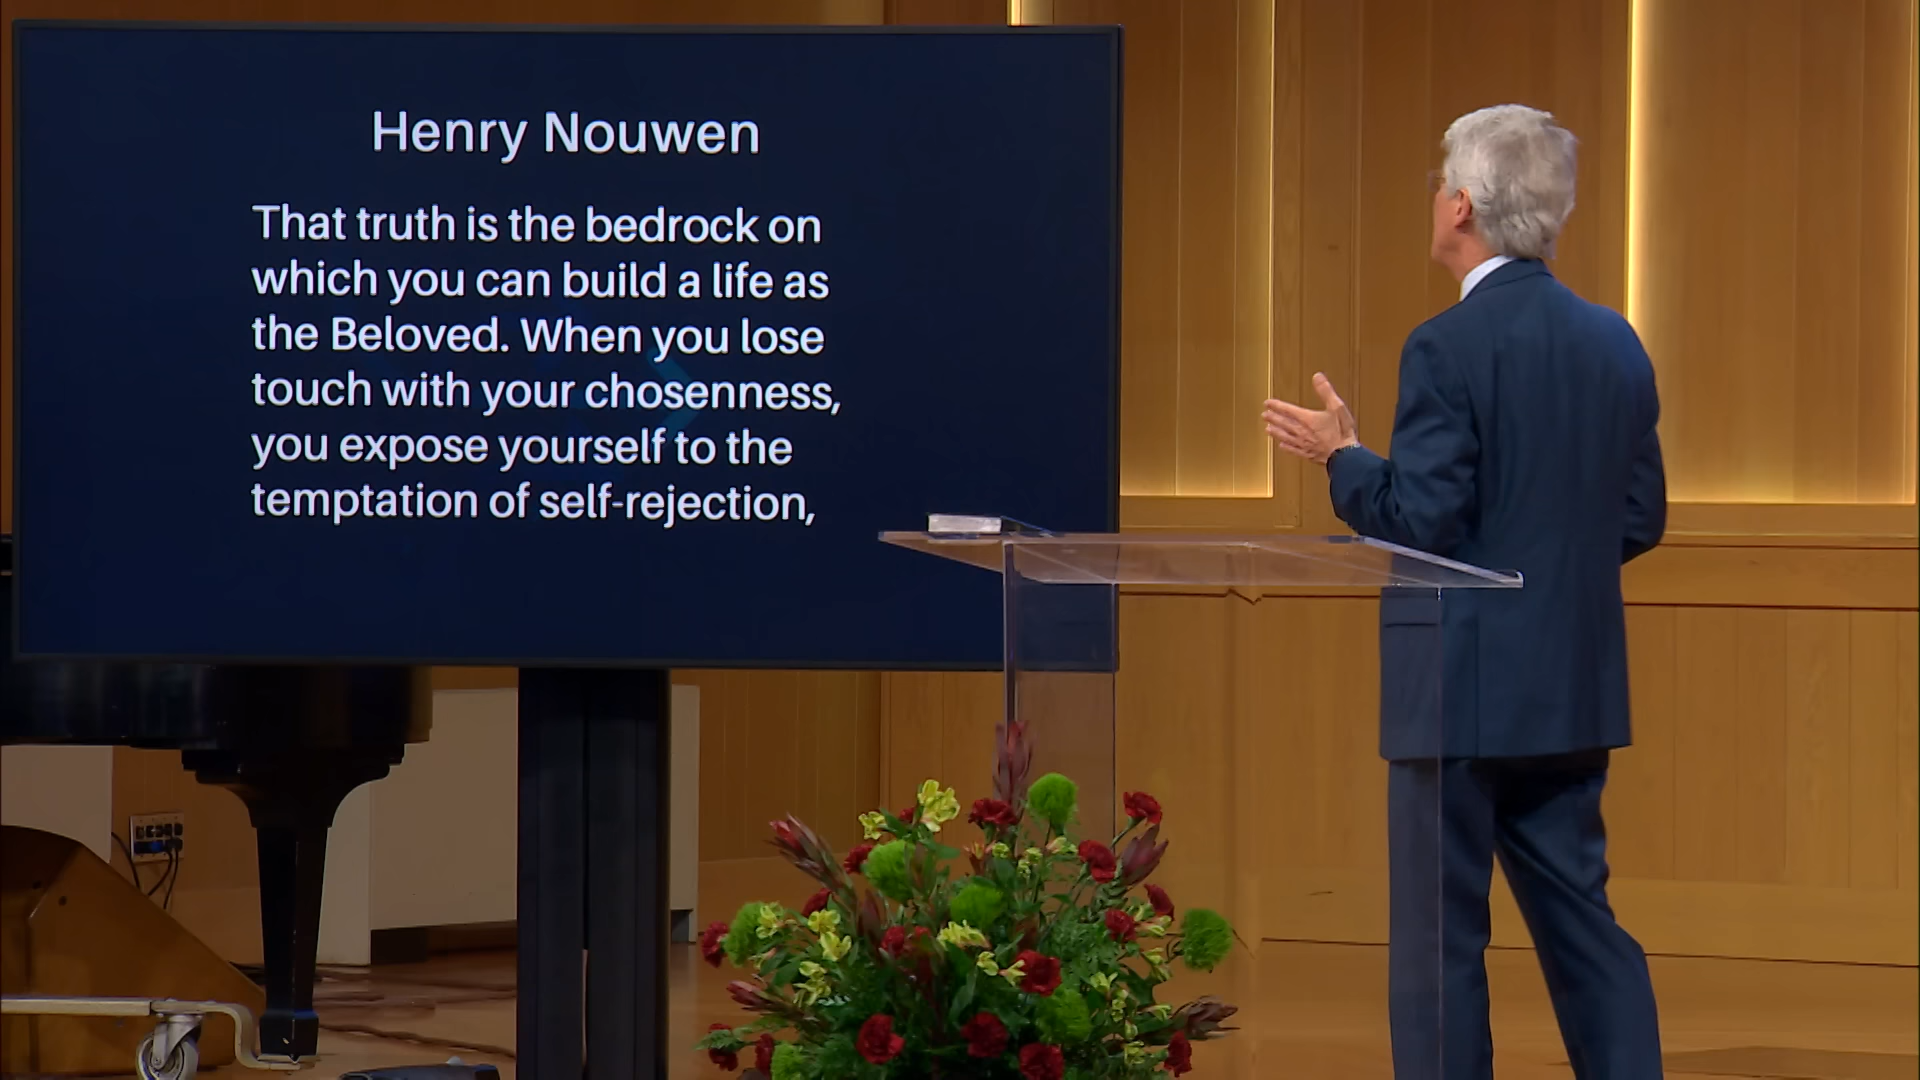 Henry Nouwen
That truth is the bedrock on
which you can build a life as
the Beloved. When you lose
touch with your chosenness,
you expose yourself to the
temptation of self-rejection,